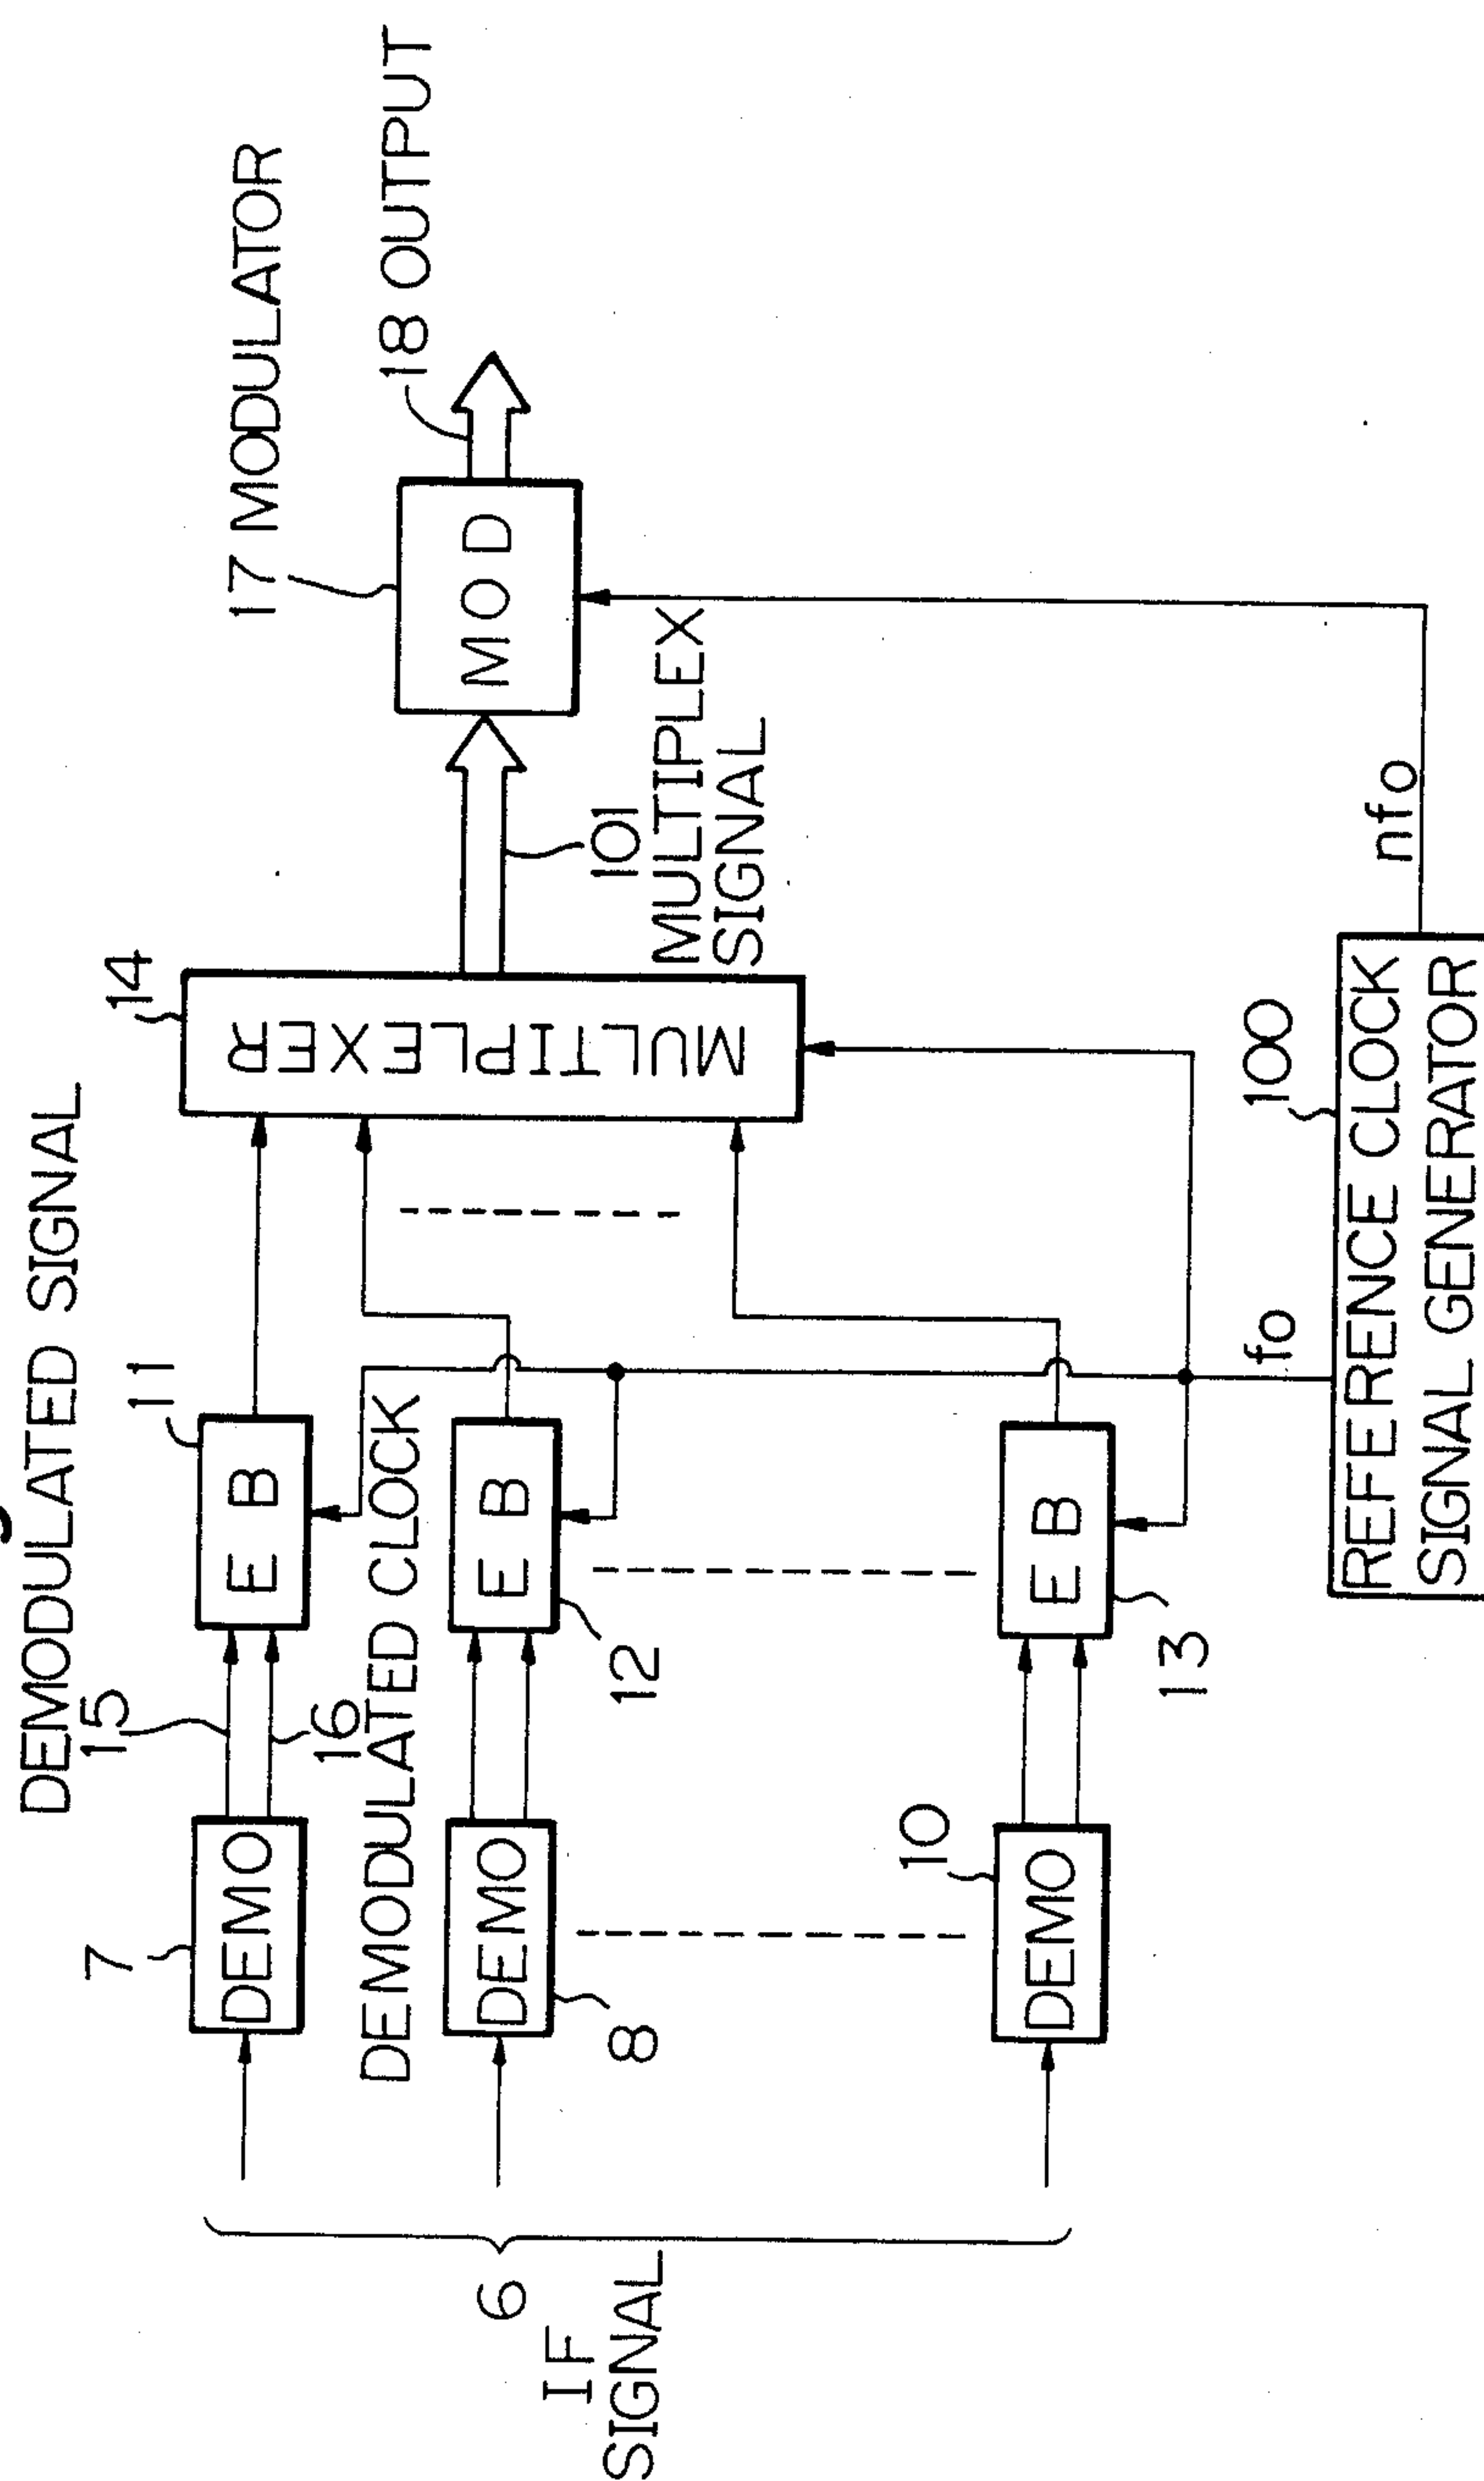 DEMODULATED SIGNAL
15
7
DEMO
16
DEMODULATED CLOCK
11
E B
14
MULTIPLEXER
17 MODULATOR
MOD
18 OUTPUT
101
MULTIPLEX
SIGNAL
6
IF
SIGNAL
8
DEMO
12
E B
10
DEMO
13
E B
fo
nfo
100
REFERENCE CLOCK
SIGNAL GENERATOR